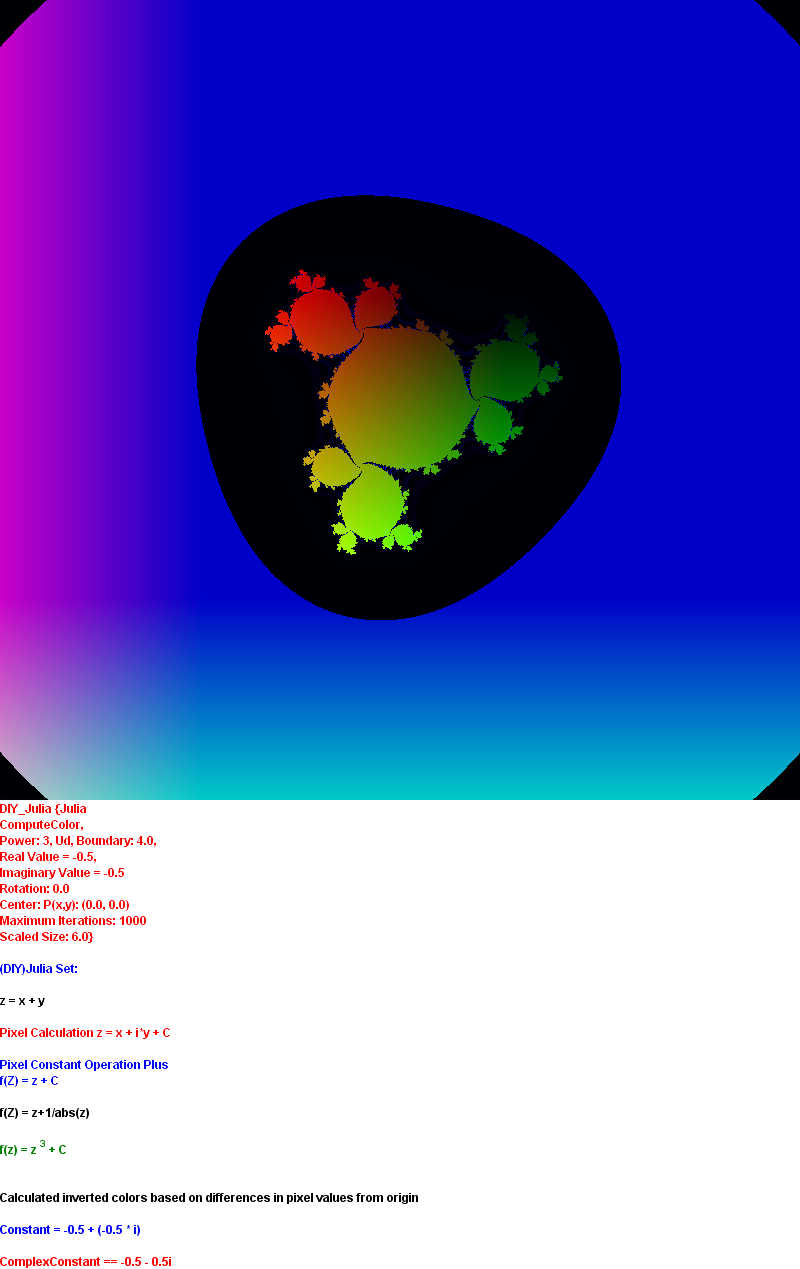 DIY_Julia {Julia
ComputeColor,
Power: 3, Ud, Boundary: 4.0,
Real Value = -0.5,
Imaginary Value = -0.5
Rotation: 0.0
Center: P(x,y): (0.0, 0.0)
Maximum Iterations: 1000
Scaled Size: 6.0}
(DIY)Julia Set:
z = x + y
Pixel Calculation z = x + i*y + C
Pixel Constant Operation Plus
f(Z) = z + C
f(Z) = z+1/abs(z)
f(z) = z ³ + C
Calculated inverted colors based on differences in pixel values from origin
Constant = -0.5 + (-0.5 * i)
ComplexConstant == -0.5 - 0.5i